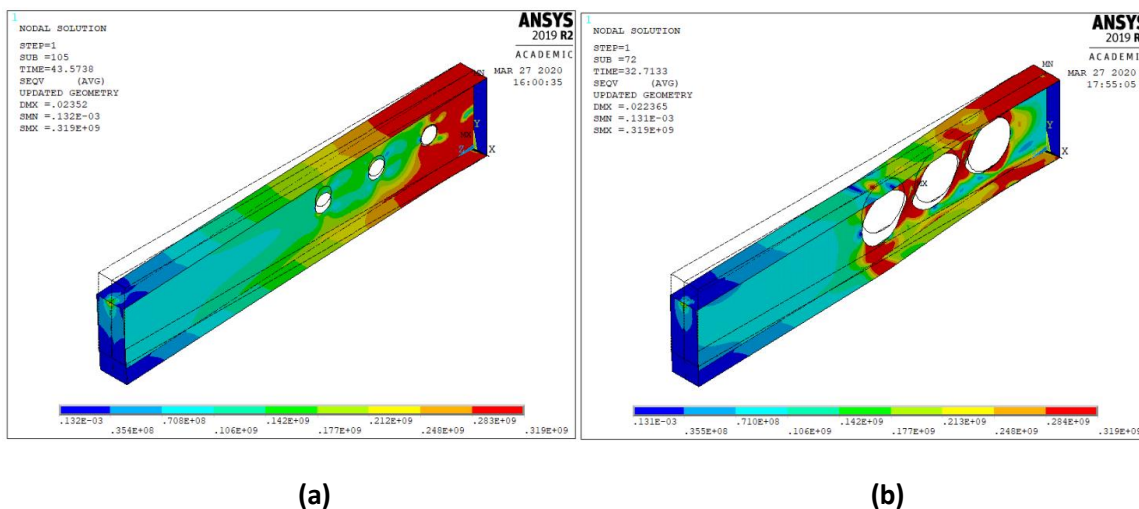 1
NODAL SOLUTION
STEP=1
SUB =105
TIME=43.5738
SEQV (AVG)
UPDATED GEOMETRY
DMX =.02352
SMN =.132E-03
SMX =.319E+09
ANSYS
2019 R2
ACADEMIC
MAR 27 2020
16:00:35
Y
Z X
.132E-03 .708E+08 .142E+09 .212E+09 .283E+09
.354E+08 .106E+09 .177E+09 .248E+09 .319E+09
(a)
1
NODAL SOLUTION
STEP=1
SUB =72
TIME=32.7133
SEQV (AVG)
UPDATED GEOMETRY
DMX =.022365
SMN =.131E-03
SMX =.319E+09
ANSYS
2019 R
ACADEMIC
MN
MAR 27 2020
17:55:05
Y
X
.131E-03 .710E+08 .142E+09 .213E+09 .284E+09
.355E+08 .106E+09 .177E+09 .248E+09 .319E+09
(b)